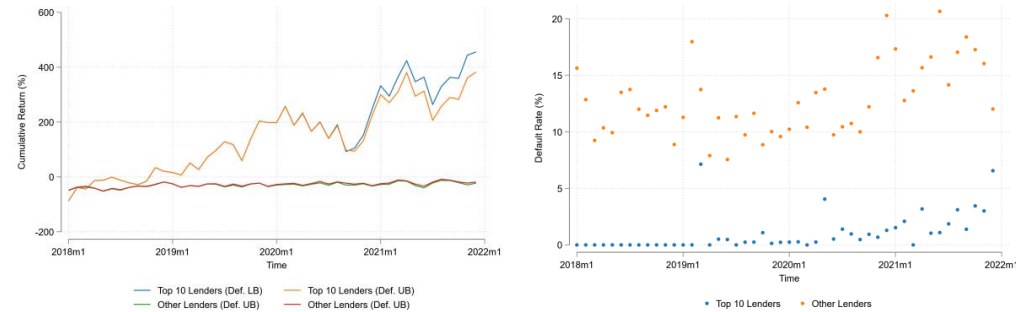 Cumulative Return (%)
600
400
200
0
-200
2018m1 2019m1 2020m1 2021m1 2022m1
Time
Top 10 Lenders (Def. LB) Top 10 Lenders (Def. UB)
Other Lenders (Def. UB) Other Lenders (Def. UB)
Default Rate (%)
20
15
10
5
0
2018m1 2019m1 2020m1 2021m1 2022m1
Time
Top 10 Lenders Other Lenders